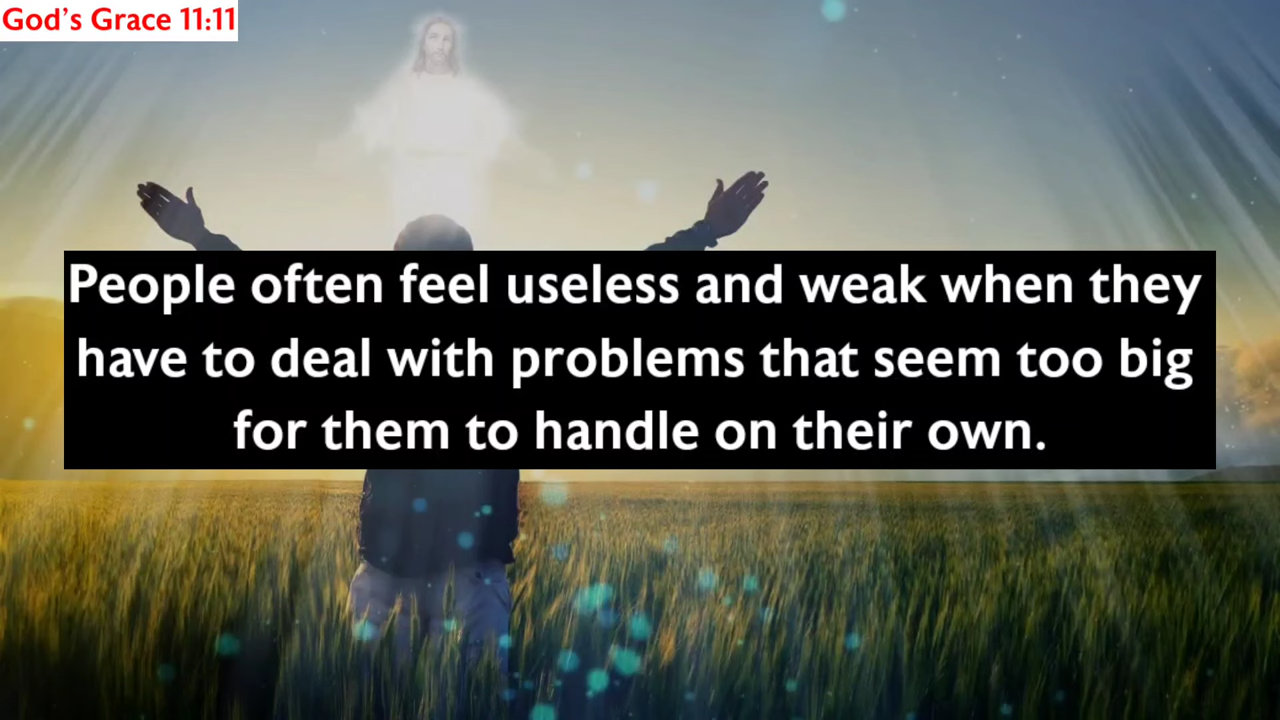 God’s Grace 11:11
People often feel useless and weak when they
have to deal with problems that seem too big
for them to handle on their own.